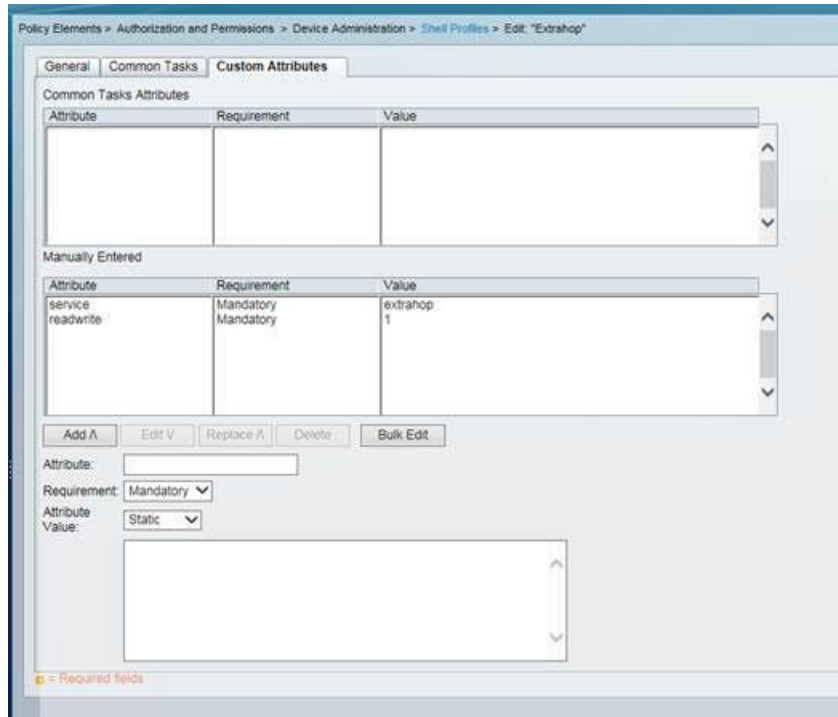 Policy Elements > Authorization and Permissions > Device Administration > Shell Profiles > Edit: "Extrahop"
General Common Tasks Custom Attributes
Common Tasks Attributes
Attribute Requirement Value
Manually Entered
Attribute Requirement Value
service Mandatory extrahop
readwrite Mandatory 1
Add Λ Edit V Replace Λ Delete Bulk Edit
Attribute:
Requirement: Mandatory
Attribute
Value: Static
= Required fields